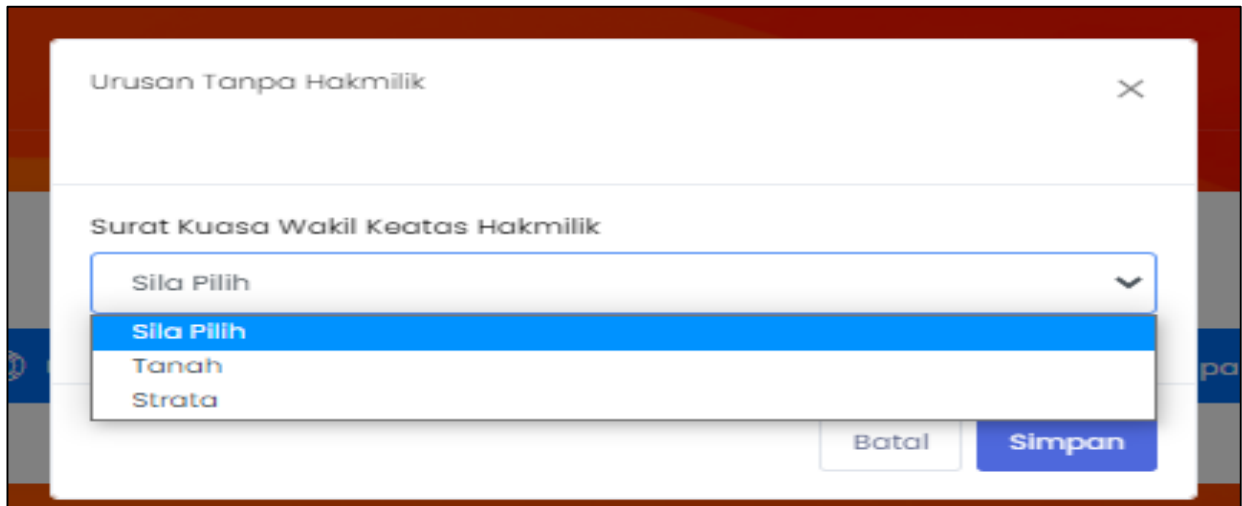 Urusan Tanpa Hakmilik
Surat Kuasa Wakil Keatas Hakmilik
Sila Pilih
Sila Pilih
Tanah
Strata
Batal
Simpan